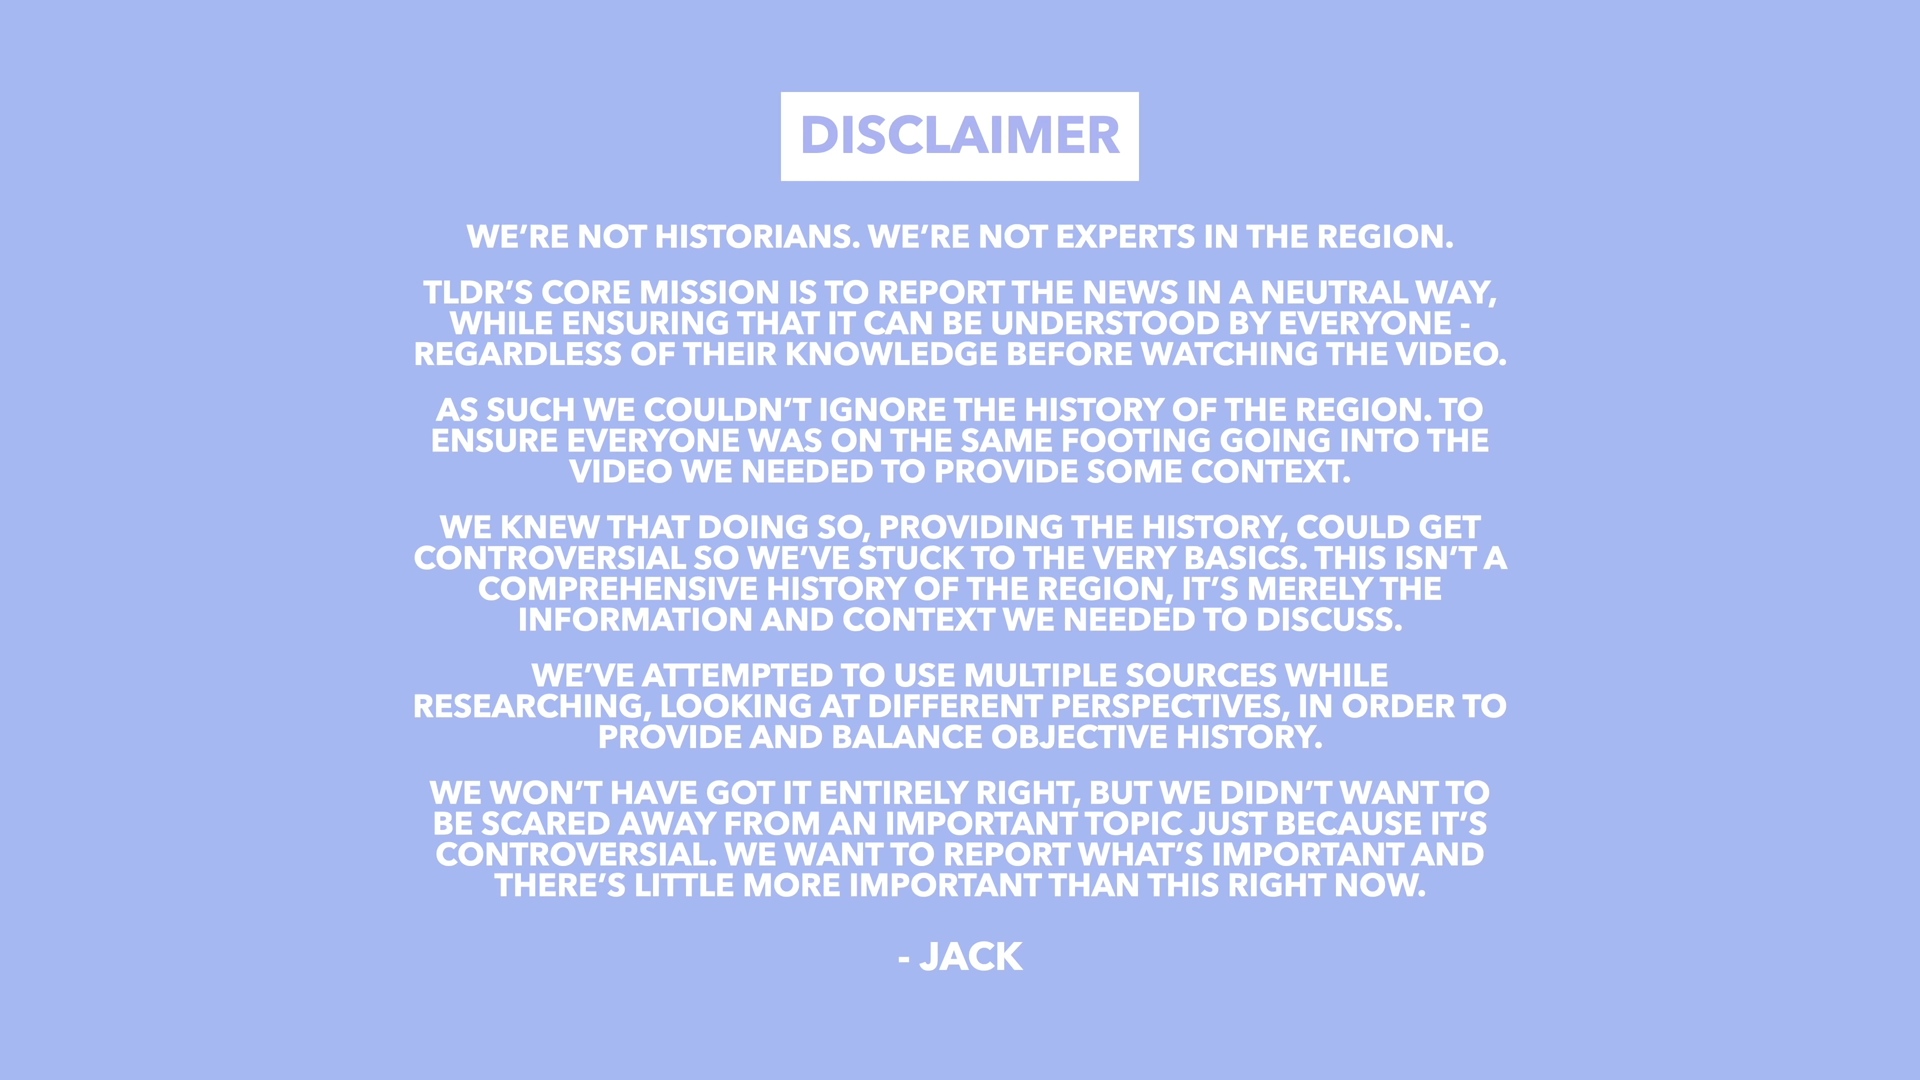 DISCLAIMER
WE’RE NOT HISTORIANS. WE’RE NOT EXPERTS IN THE REGION.
TLDR’S CORE MISSION IS TO REPORT THE NEWS IN A NEUTRAL WAY,
WHILE ENSURING THAT IT CAN BE UNDERSTOOD BY EVERYONE -
REGARDLESS OF THEIR KNOWLEDGE BEFORE WATCHING THE VIDEO.
AS SUCH WE COULDN’T IGNORE THE HISTORY OF THE REGION. TO
ENSURE EVERYONE WAS ON THE SAME FOOTING GOING INTO THE
VIDEO WE NEEDED TO PROVIDE SOME CONTEXT.
WE KNEW THAT DOING SO, PROVIDING THE HISTORY, COULD GET
CONTROVERSIAL SO WE’VE STUCK TO THE VERY BASICS. THIS ISN’T A
COMPREHENSIVE HISTORY OF THE REGION, IT’S MERELY THE
INFORMATION AND CONTEXT WE NEEDED TO DISCUSS.
WE’VE ATTEMPTED TO USE MULTIPLE SOURCES WHILE
RESEARCHING, LOOKING AT DIFFERENT PERSPECTIVES, IN ORDER TO
PROVIDE AND BALANCE OBJECTIVE HISTORY.
WE WON’T HAVE GOT IT ENTIRELY RIGHT, BUT WE DIDN’T WANT TO
BE SCARED AWAY FROM AN IMPORTANT TOPIC JUST BECAUSE IT’S
CONTROVERSIAL. WE WANT TO REPORT WHAT’S IMPORTANT AND
THERE’S LITTLE MORE IMPORTANT THAN THIS RIGHT NOW.
- JACK